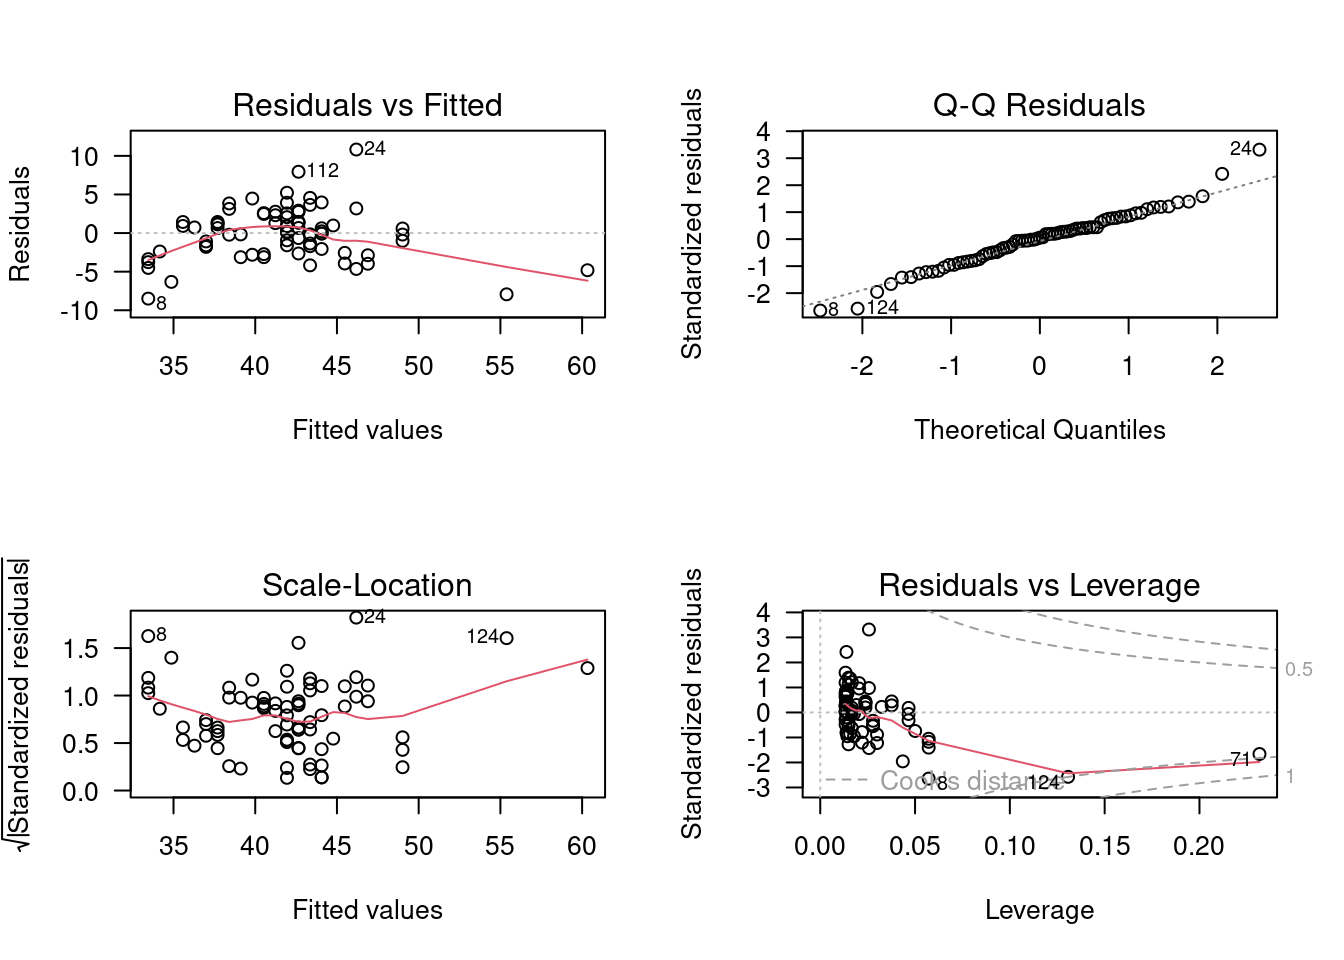 Residuals vs Fitted
Residuals
10
5
0
-5
-10
24
112
8
35 40 45 50 55 60
Fitted values
Q-Q Residuals
Standardized residuals
4
3
2
1
0
-1
-2
24
8
124
-2 -1 0 1 2
Theoretical Quantiles
Scale-Location
√|Standardized residuals|
1.5
1.0
0.5
0.0
8
24
124
35 40 45 50 55 60
Fitted values
Residuals vs Leverage
Standardized residuals
4
3
2
1
0
-1
-2
-3
0.5
1
71
124
8
Cook's distance
0.00 0.05 0.10 0.15 0.20
Leverage